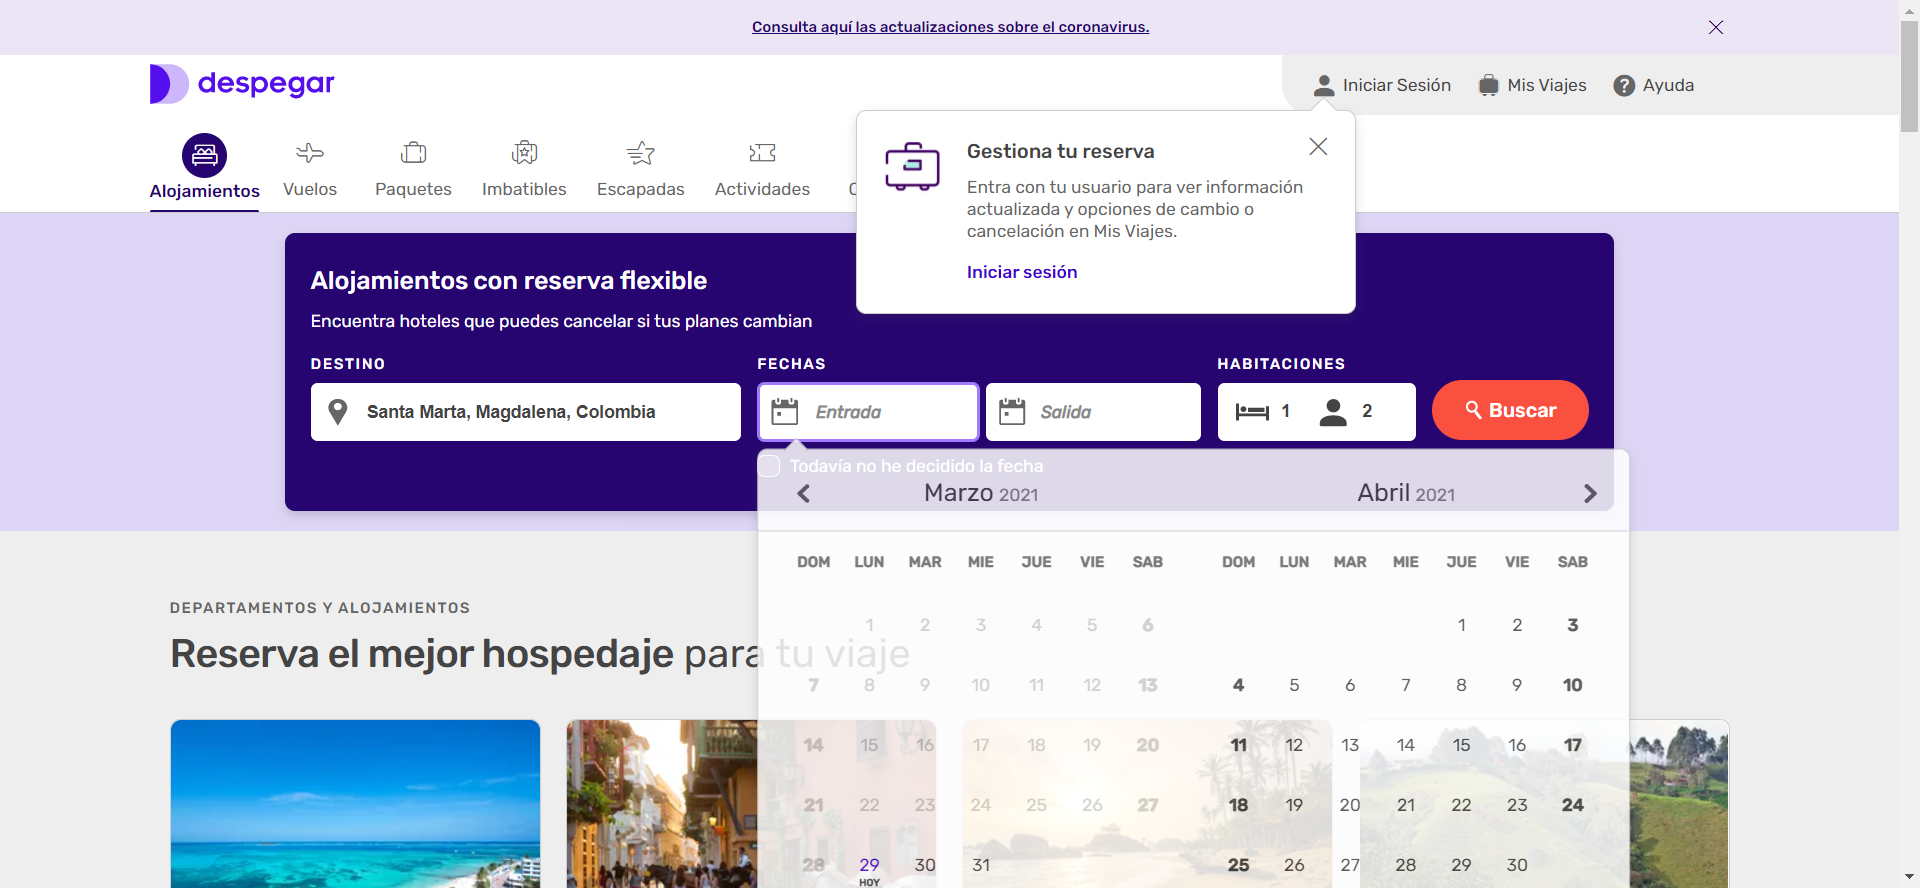 Consulta aquí las actualizaciones sobre el coronavirus.
despegar
Iniciar Sesión
Mis Viajes
Ayuda
Alojamientos
Vuelos
Paquetes
Imbatibles
Escapadas
Actividades
Gestiona tu reserva
Entra con tu usuario para ver información
actualizada y opciones de cambio o
cancelación en Mis Viajes.
Iniciar sesión
Alojamientos con reserva flexible
Encuentra hoteles que puedes cancelar si tus planes cambian
DESTINO
Santa Marta, Magdalena, Colombia
FECHAS
Entrada
Salida
HABITACIONES
1 2
Buscar
Todavía no he decidido la fecha
Marzo 2021
DOM LUN MAR MIE JUE VIE SAB
1 2 3 4 5 6
7 8 9 10 11 12 13
14 15 16 17 18 19 20
21 22 23 24 25 26 27
28 29 30 31
HOY
Abril 2021
DOM LUN MAR MIE JUE VIE SAB
1 2 3
4 5 6 7 8 9 10
11 12 13 14 15 16 17
18 19 20 21 22 23 24
25 26 27 28 29 30
DEPARTAMENTOS Y ALOJAMIENTOS
Reserva el mejor hospedaje para tu viaje